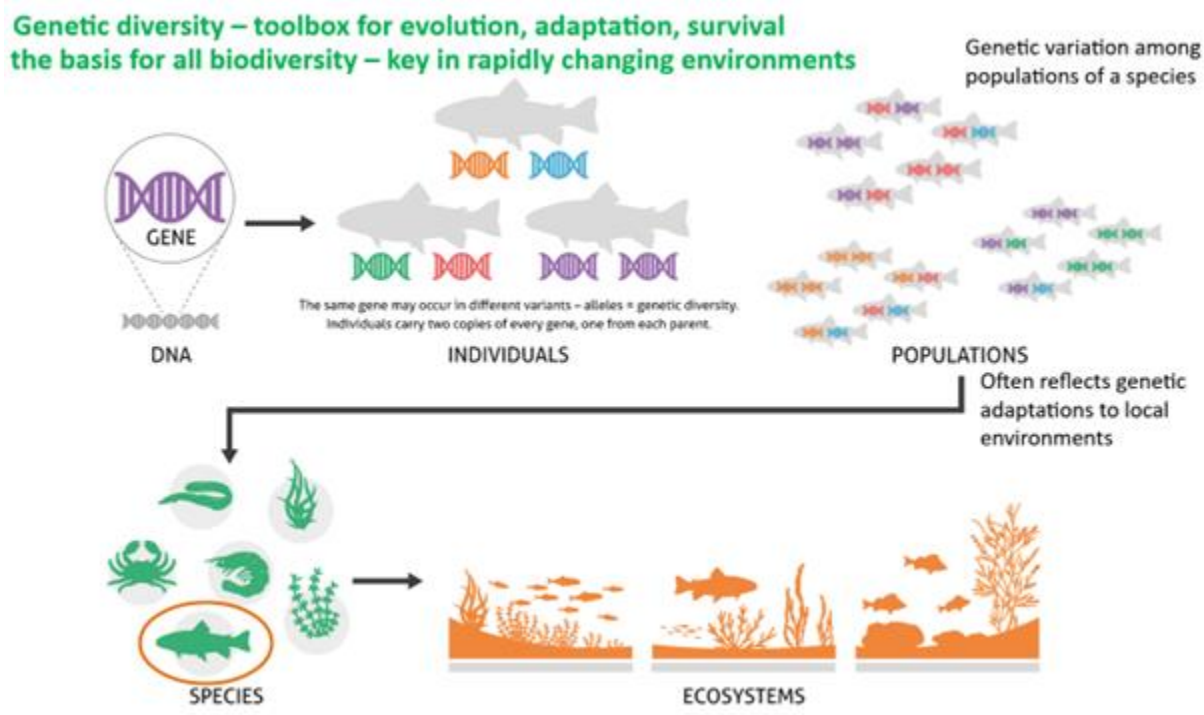 Genetic diversity – toolbox for evolution, adaptation, survival
the basis for all biodiversity – key in rapidly changing environments
Genetic variation among
populations of a species
GENE
DNA
The same gene may occur in different variants – alleles = genetic diversity.
Individuals carry two copies of every gene, one from each parent.
INDIVIDUALS
POPULATIONS
Often reflects genetic
adaptations to local
environments
SPECIES
ECOSYSTEMS